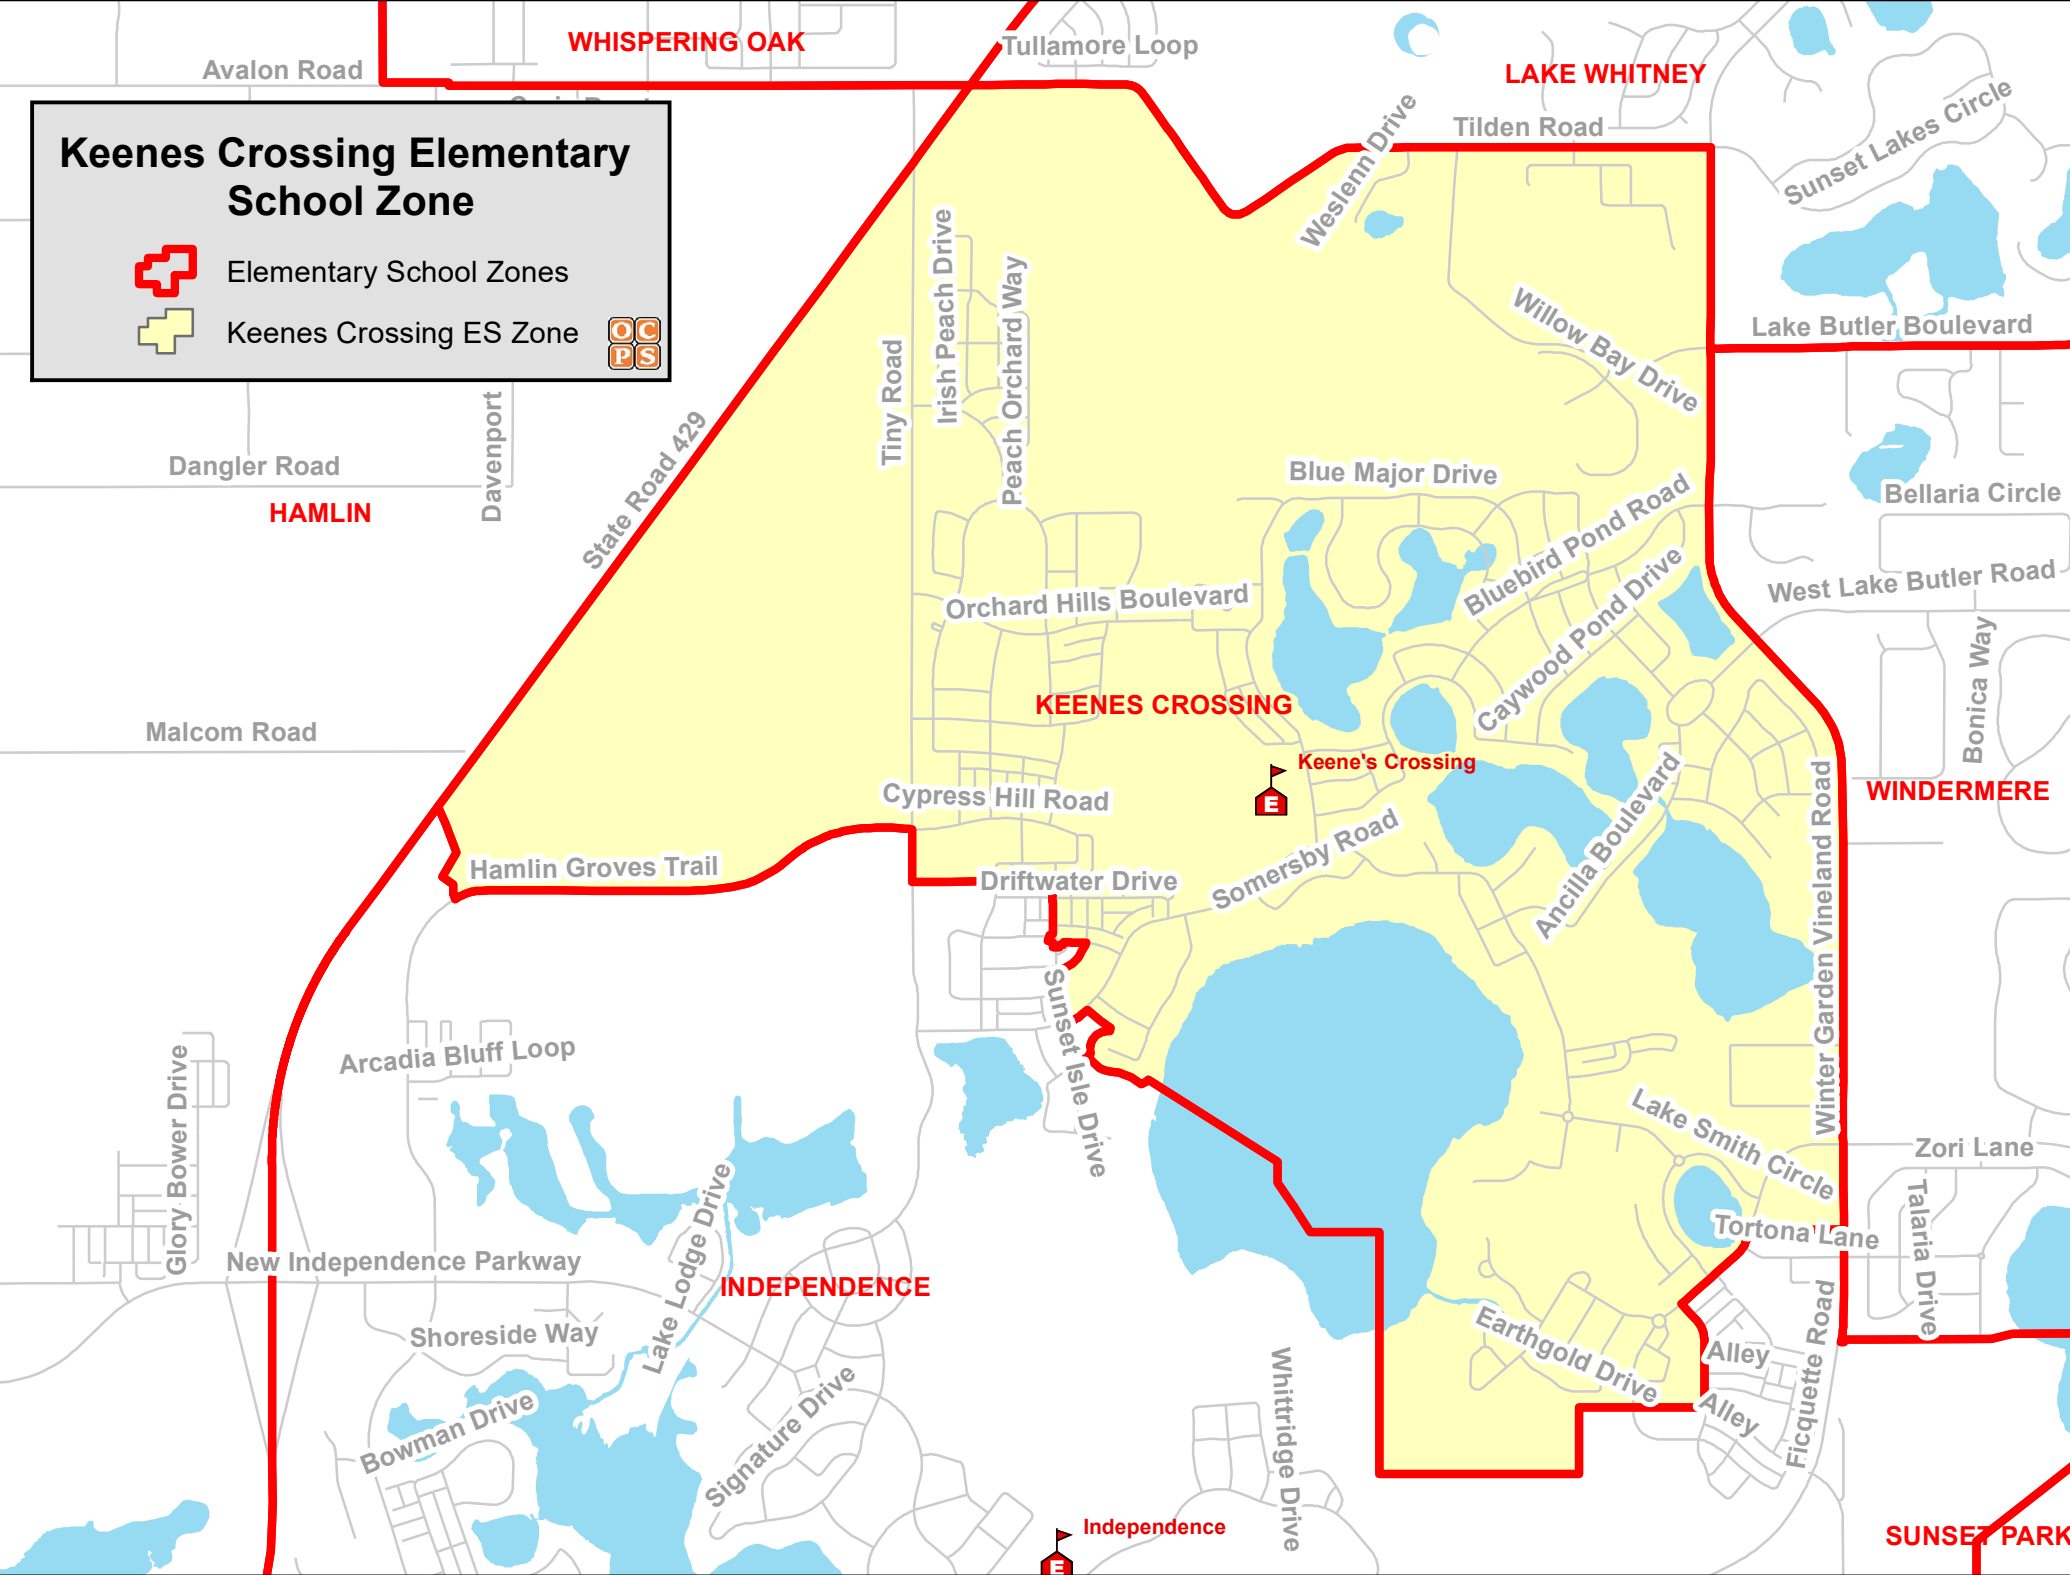 WHISPERING OAK
Tullamore Loop
Avalon Road
LAKE WHITNEY
Tilden Road
Weslenn Drive
Sunset Lakes Circle
Keenes Crossing Elementary
School Zone
Elementary School Zones
Keenes Crossing ES Zone
OC
PS
Irish Peach Drive
Peach Orchard Way
Tiny Road
Willow Bay Drive
Lake Butler Boulevard
Dangler Road
Davenport
HAMLIN
State Road 429
Blue Major Drive
Bluebird Pond Road
Bellaria Circle
Orchard Hills Boulevard
Caywood Pond Drive
West Lake Butler Road
Bonica Way
KEENES CROSSING
Malcom Road
Keene's Crossing
E
Cypress Hill Road
WINDERMERE
Winter Garden Vineland Road
Ancilla Boulevard
Somersby Road
Hamlin Groves Trail
Driftwater Drive
Sunset Isle Drive
Arcadia Bluff Loop
Glory Bower Drive
Lake Smith Circle
Zori Lane
Talaria Drive
Tortona Lane
New Independence Parkway
Lake Lodge Drive
INDEPENDENCE
Shoreside Way
Earthgold Drive
Alley
Alley
Ficquette Road
Bowman Drive
Signature Drive
Whittridge Drive
Independence
E
SUNSET PARK